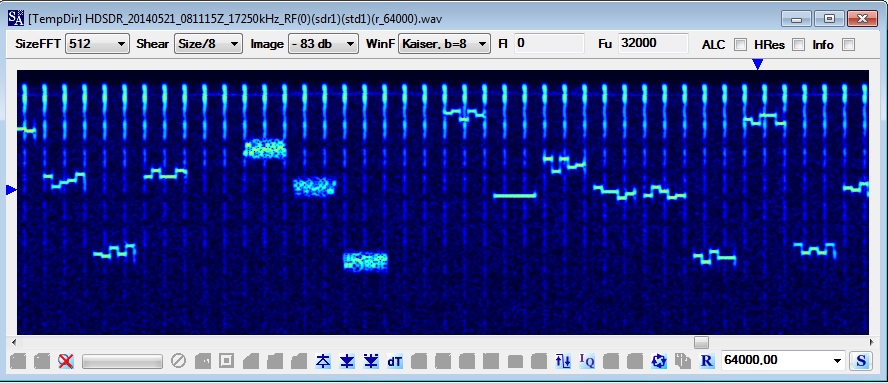 SA [TempDir] HDSDR_20140521_081115Z_17250kHz_RF(0)(sdr1)(std1)(r_64000).wav
SizeFFT 512 Shear Size/8 Image - 83 db WinF Kaiser, b=8 Fl 0 Fu 32000 ALC HRes Info
dT IQ R 64000,00 S